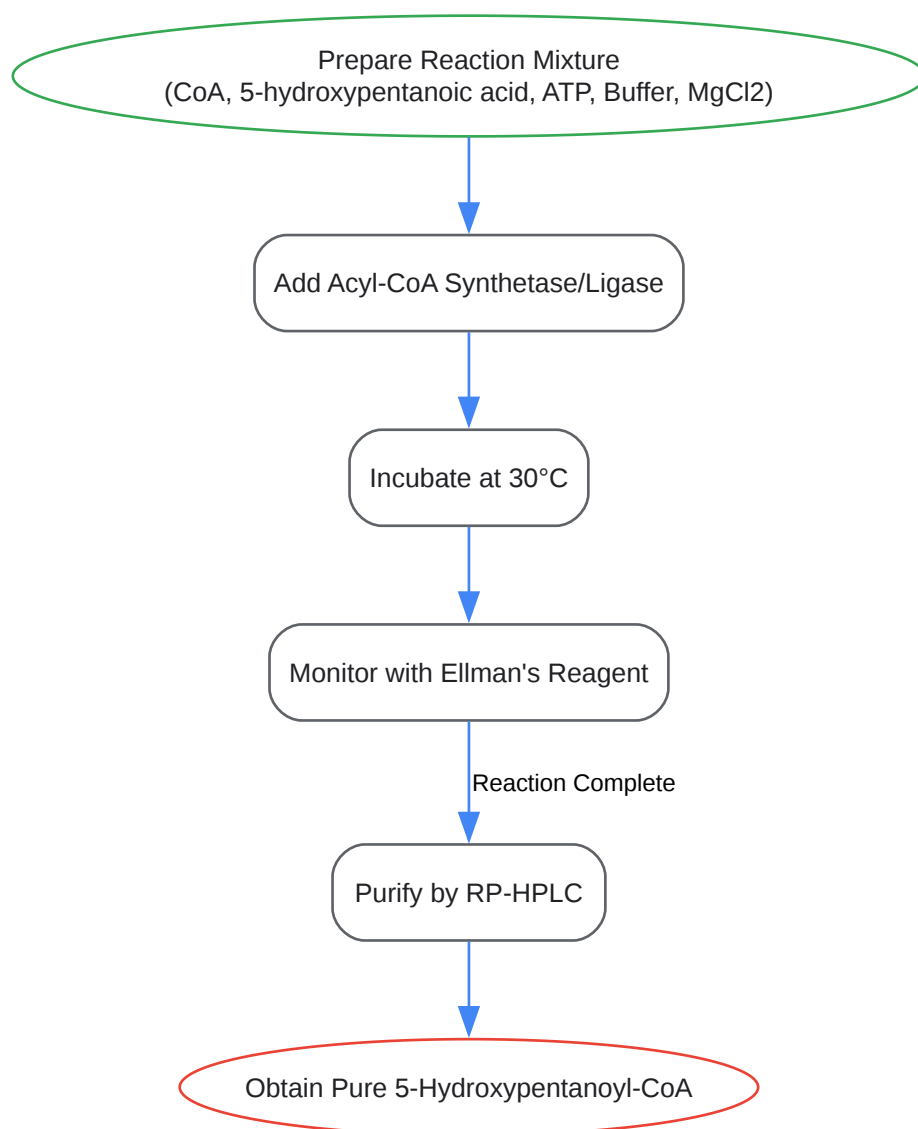 Prepare Reaction Mixture
(CoA, 5-hydroxypentanoic acid, ATP, Buffer, MgCl2)
Add Acyl-CoA Synthetase/Ligase
Incubate at 30°C
Monitor with Ellman's Reagent
Reaction Complete
Purify by RP-HPLC
Obtain Pure 5-Hydroxypentanoyl-CoA